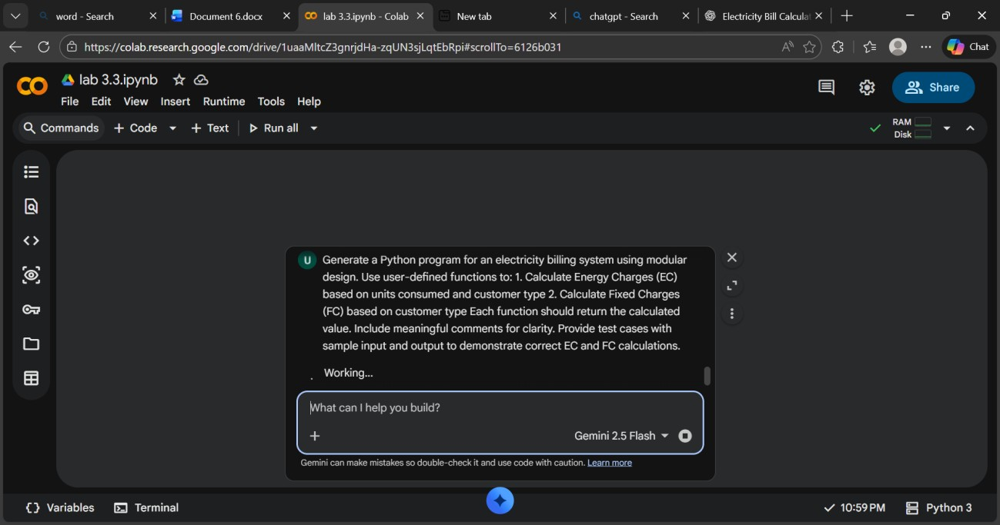 word - Search
Document 6.docx
lab 3.3.ipynb - Colab
New tab
chatgpt - Search
Electricity Bill Calculat
https://colab.research.google.com/drive/1uaaMltcZ3gnrjdHa-zqUN3sjLqtEbRpi#scrollTo=6126b031
Chat
lab 3.3.ipynb
File Edit View Insert Runtime Tools Help
Share
Commands + Code + Text Run all
RAM
Disk
U
Generate a Python program for an electricity billing system using modular
design. Use user-defined functions to: 1. Calculate Energy Charges (EC)
based on units consumed and customer type 2. Calculate Fixed Charges
(FC) based on customer type Each function should return the calculated
value. Include meaningful comments for clarity. Provide test cases with
sample input and output to demonstrate correct EC and FC calculations.
Working...
What can I help you build?
Gemini 2.5 Flash
Gemini can make mistakes so double-check it and use code with caution. Learn more
Variables Terminal
10:59 PM Python 3